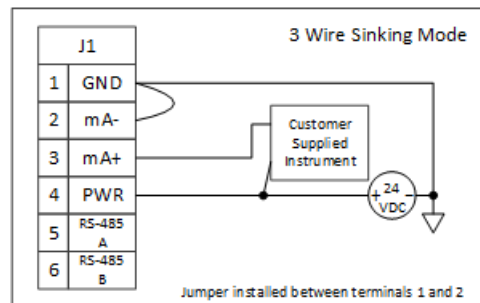 3 Wire Sinking Mode
J1
1 GND
2 mA-
3 mA+
4 PWR
5 RS-485
A
6 RS-485
B
Customer
Supplied
Instrument
+ 24 -
VDC
Jumper installed between terminals 1 and 2